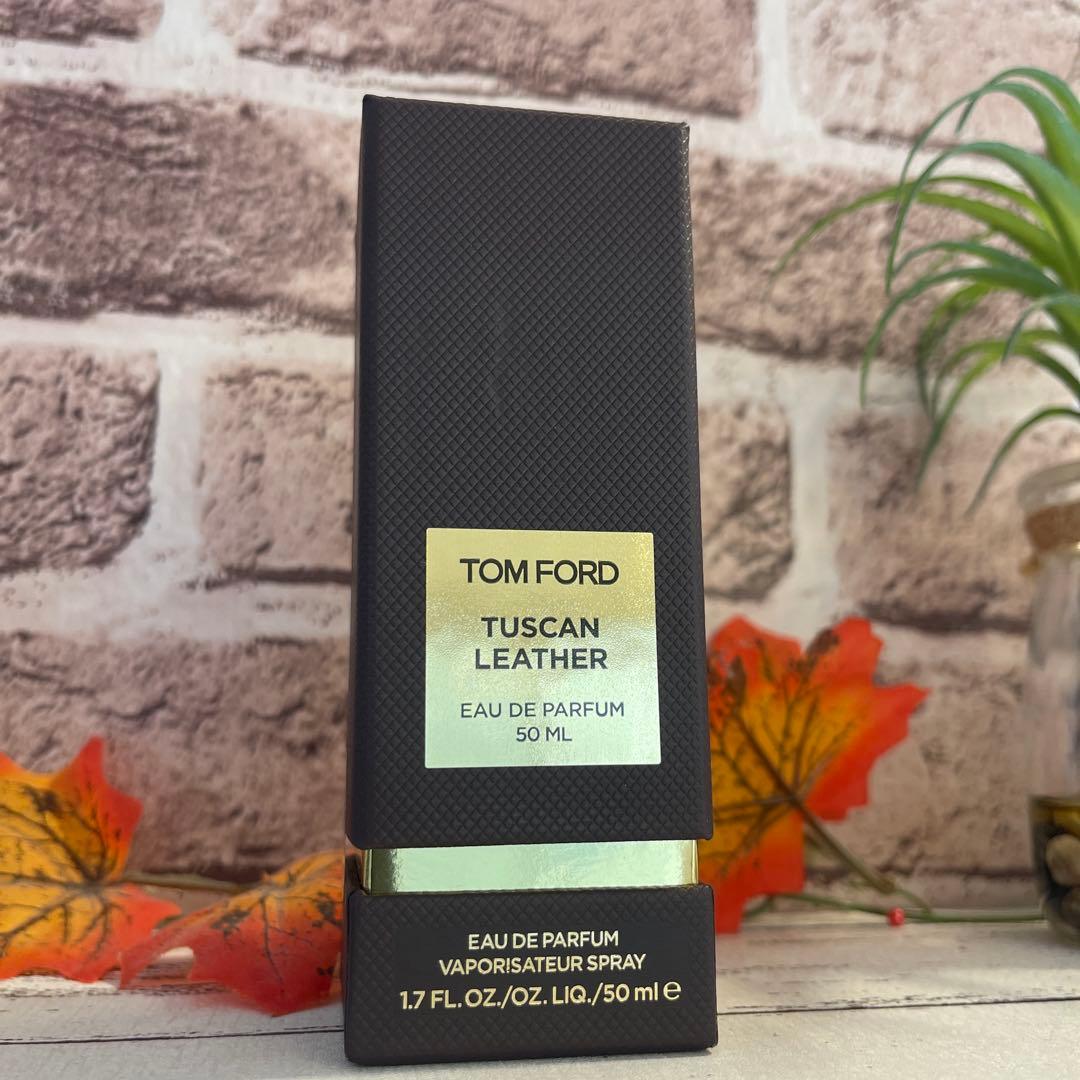 TOM FORD
TUSCAN
LEATHER
EAU DE PARFUM
50 ML
EAU DE PARFUM
VAPORISATEUR SPRAY
1.7 FL. OZ./OZ. LIQ./50 ml ℮